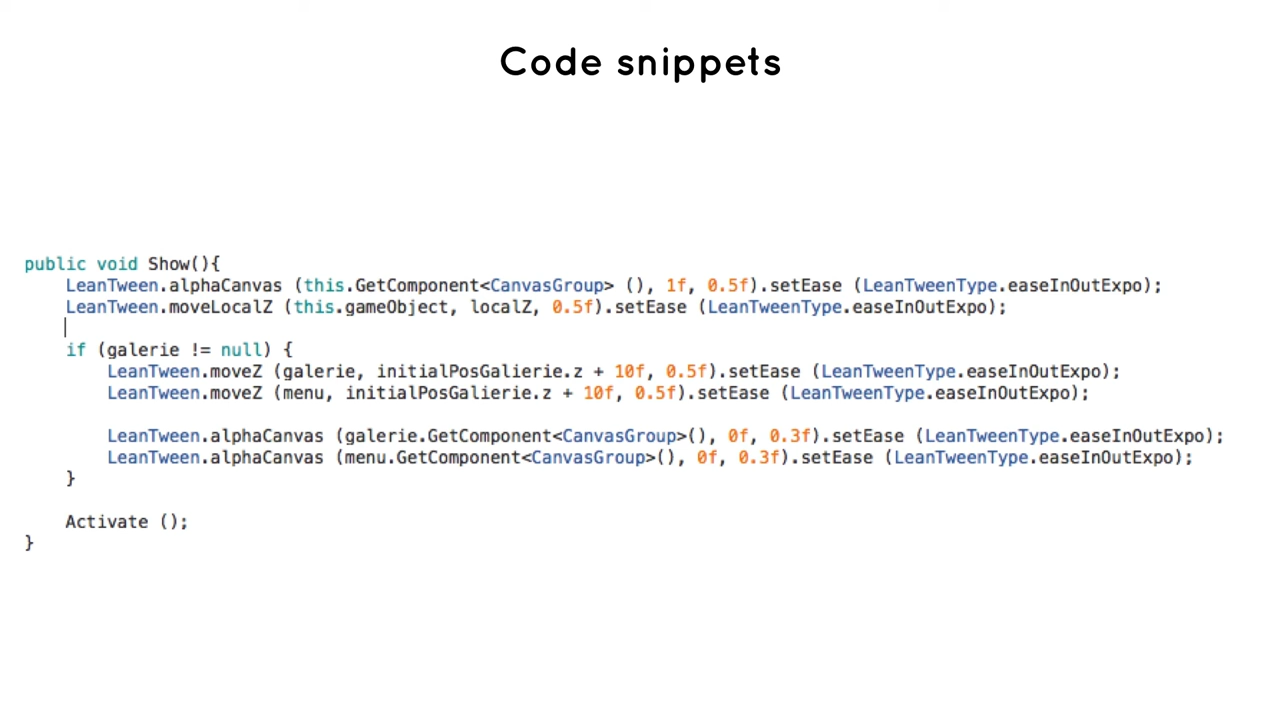 Code snippets
public void Show(){
LeanTween.alphaCanvas (this.GetComponent<CanvasGroup> (), 1f, 0.5f).setEase (LeanTweenType.easeInOutExpo);
LeanTween.moveLocalZ (this.gameObject, localZ, 0.5f).setEase (LeanTweenType.easeInOutExpo);
if (galerie != null) {
LeanTween.moveZ (galerie, initialPosGalierie.z + 10f, 0.5f).setEase (LeanTweenType.easeInOutExpo);
LeanTween.moveZ (menu, initialPosGalierie.z + 10f, 0.5f).setEase (LeanTweenType.easeInOutExpo);
LeanTween.alphaCanvas (galerie.GetComponent<CanvasGroup>(), 0f, 0.3f).setEase (LeanTweenType.easeInOutExpo);
LeanTween.alphaCanvas (menu.GetComponent<CanvasGroup>(), 0f, 0.3f).setEase (LeanTweenType.easeInOutExpo);
}
Activate ();
}